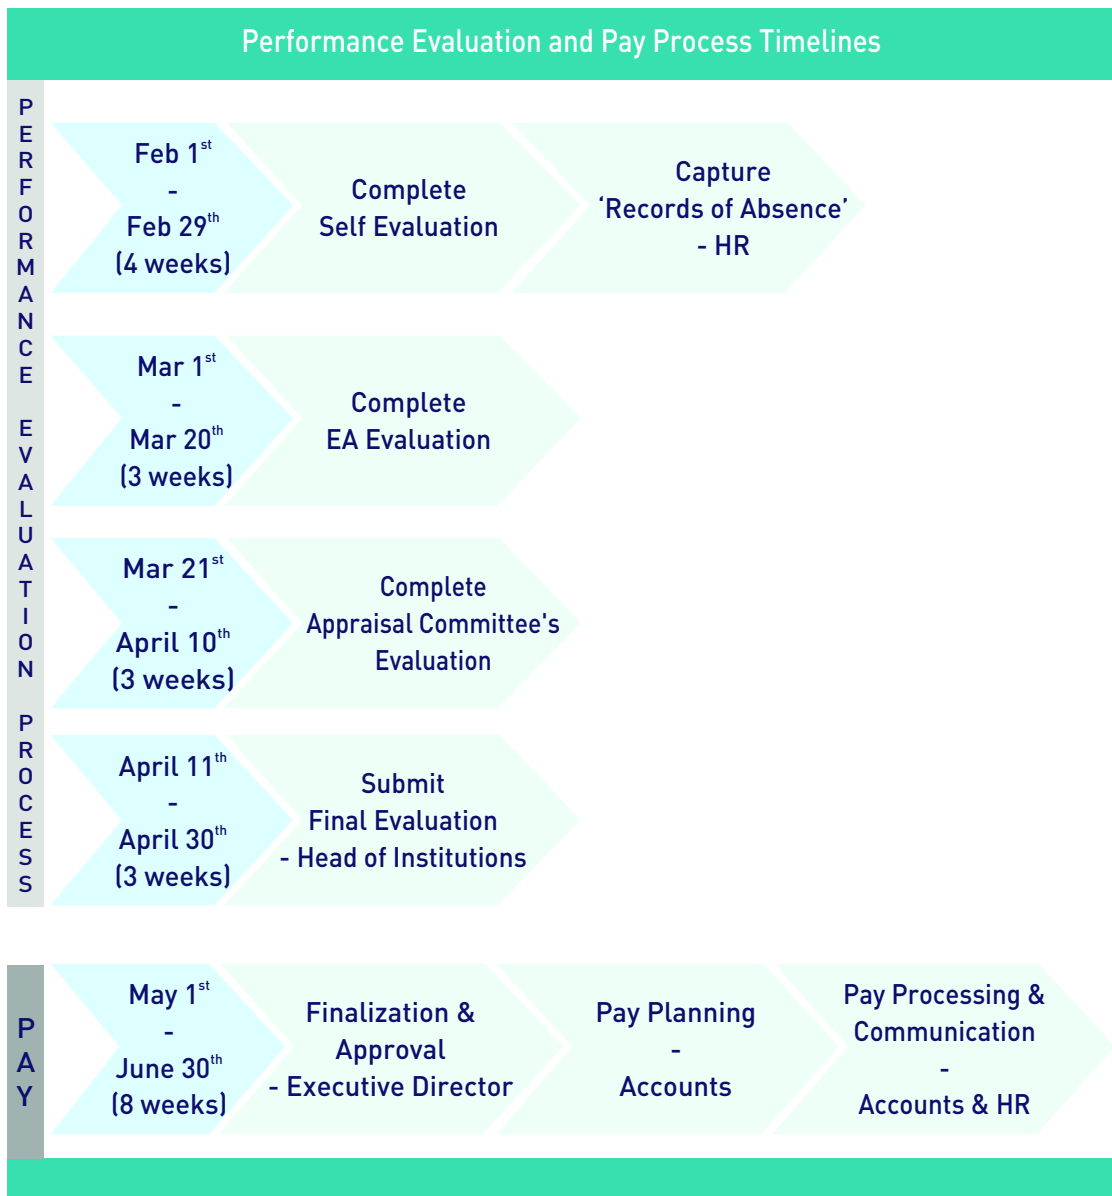 Performance Evaluation and Pay Process Timelines
PERFORMANCE EVALUATION PROCESS
Feb 1st
-
Feb 29th
(4 weeks)
Complete
Self Evaluation
Capture
‘Records of Absence’
- HR
Mar 1st
-
Mar 20th
(3 weeks)
Complete
EA Evaluation
Mar 21st
-
April 10th
(3 weeks)
Complete
Appraisal Committee's
Evaluation
April 11th
-
April 30th
(3 weeks)
Submit
Final Evaluation
- Head of Institutions
PAY
May 1st
-
June 30th
(8 weeks)
Finalization &
Approval
- Executive Director
Pay Planning
-
Accounts
Pay Processing &
Communication
-
Accounts & HR